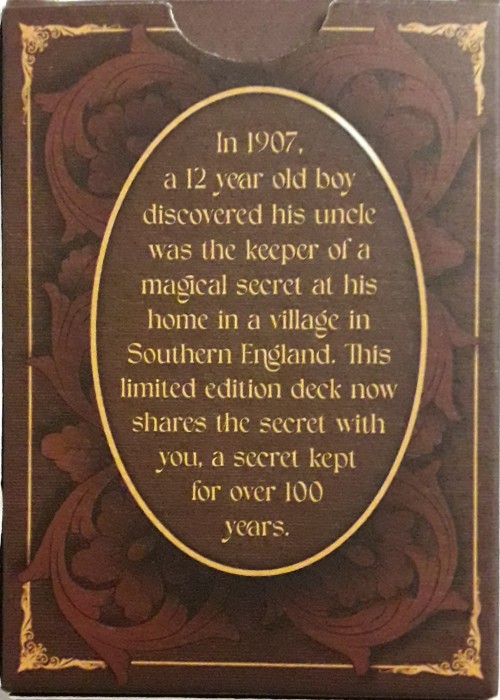 In 1907,
a 12 year old boy
discovered his uncle
was the keeper of a
magical secret at his
home in a village in
Southern England. This
limited edition deck now
shares the secret with
you, a secret kept
for over 100
years.